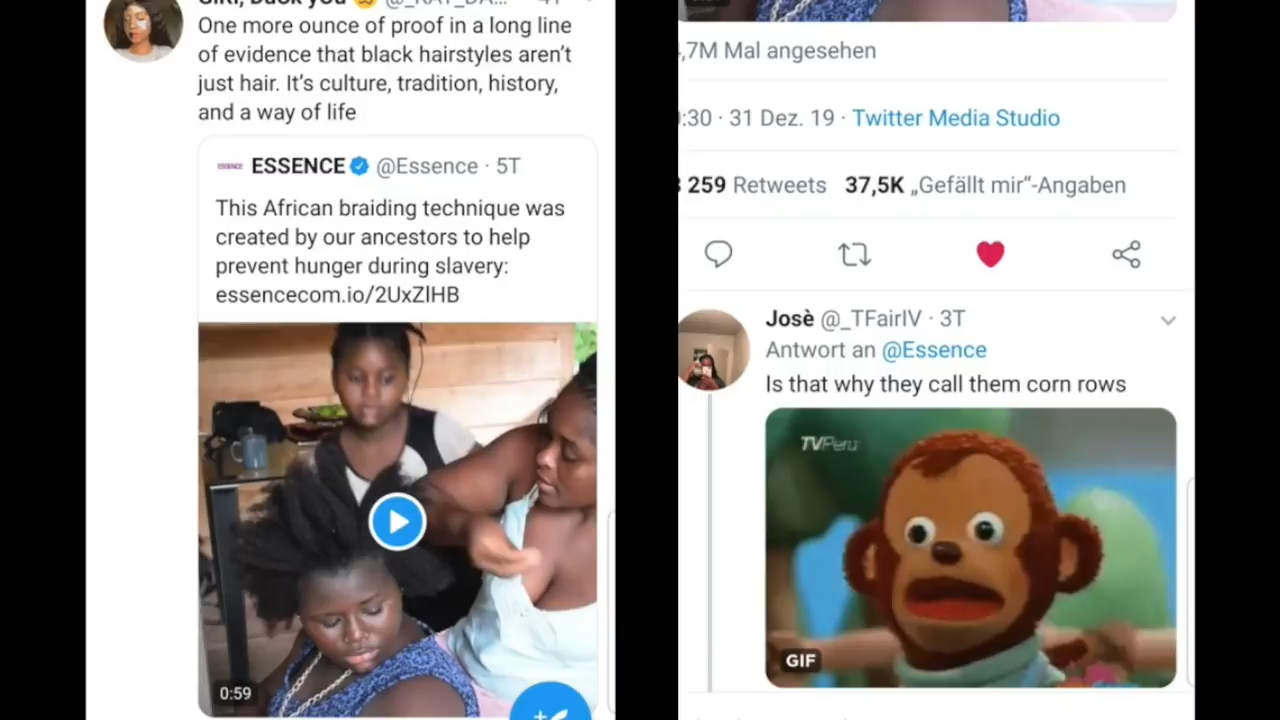 One more ounce of proof in a long line
of evidence that black hairstyles aren't
just hair. It's culture, tradition, history,
and a way of life
ESSENCE @Essence · 5T
This African braiding technique was
created by our ancestors to help
prevent hunger during slavery:
essencecom.io/2UxZlHB
0:59
,7M Mal angesehen
:30 · 31 Dez. 19 · Twitter Media Studio
259 Retweets 37,5K „Gefällt mir“-Angaben
Josè @_TFairIV · 3T
Antwort an @Essence
Is that why they call them corn rows
TVPerú
GIF